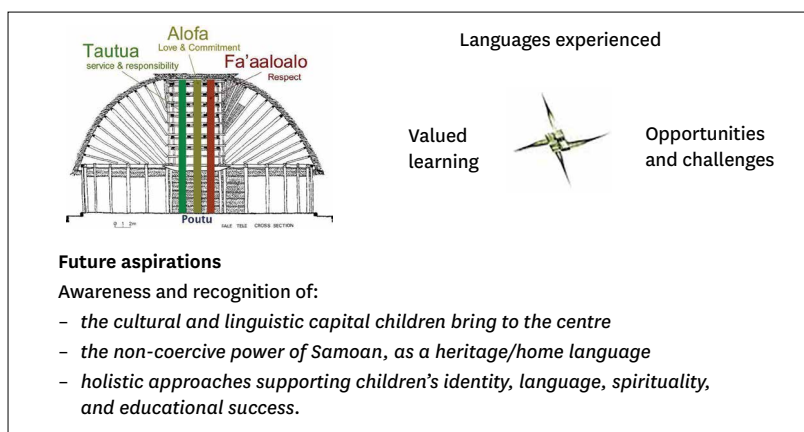 Alofa
Love & Commitment
Tautua
service & responsibility
Fa'aaloalo
Respect
Poutu
0 1 2m
FALE TELE CROSS SECTION
Languages experienced
Valued
learning
Opportunities
and challenges
Future aspirations
Awareness and recognition of:
– the cultural and linguistic capital children bring to the centre
– the non-coercive power of Samoan, as a heritage/home language
– holistic approaches supporting children's identity, language, spirituality,
and educational success.